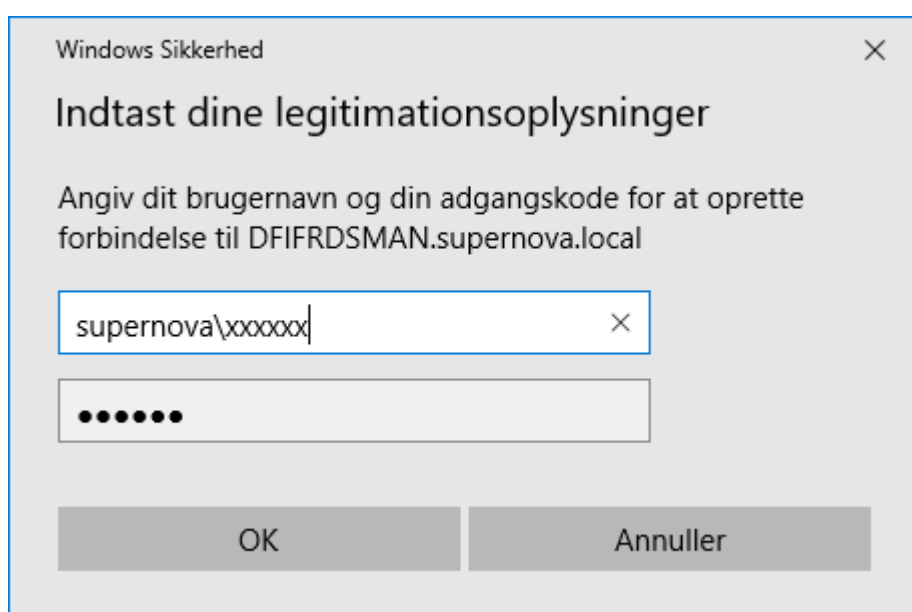 Windows Sikkerhed
Indtast dine legitimationsoplysninger
Angiv dit brugernavn og din adgangskode for at oprette
forbindelse til DFIFRDSMAN.supernova.local
supernova\xxxxxx
●●●●●●
OK Annuller